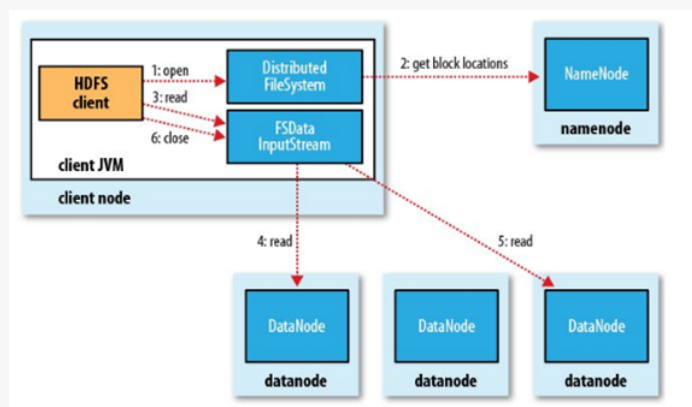 HDFS
client
1: open
3: read
6: close
Distributed
FileSystem
FSData
InputStream
client JVM
client node
2: get block locations
NameNode
namenode
4: read
5: read
DataNode
datanode
DataNode
datanode
DataNode
datanode